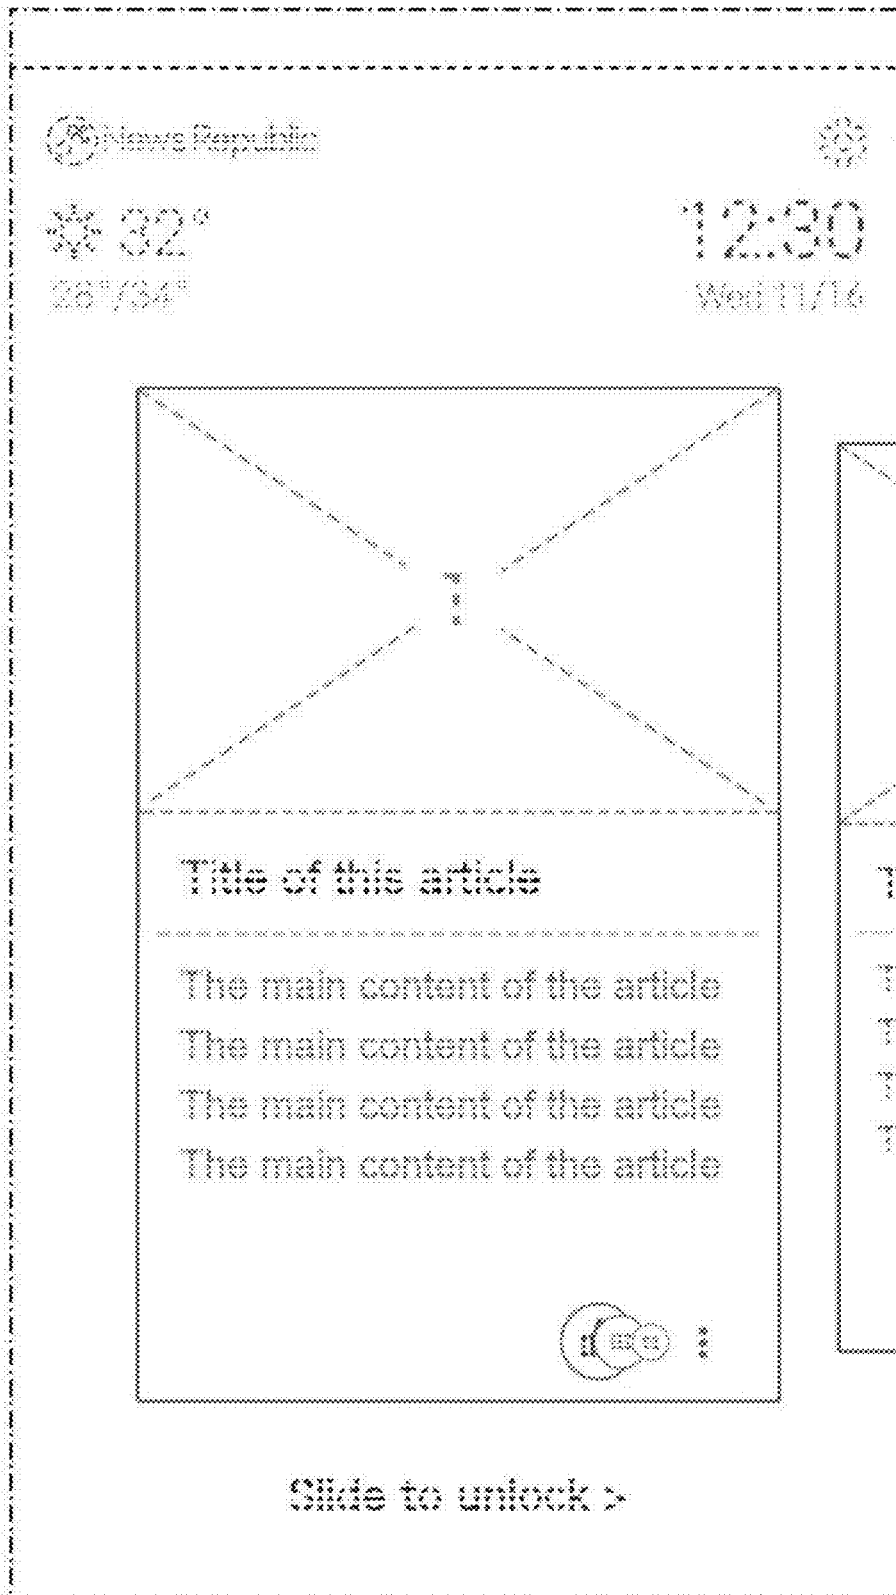 News Republic
32°
12:30
26°/34°
Wed 11/16
1
Title of this article
The main content of the article
The main content of the article
The main content of the article
The main content of the article
T
T
T
T
T
Slide to unlock >